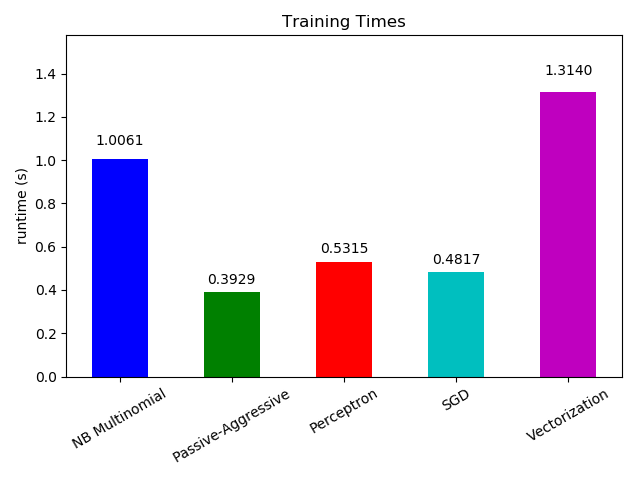 Training Times
runtime (s)
1.4
1.2
1.0
0.8
0.6
0.4
0.2
0.0
1.0061
0.3929
0.5315
0.4817
1.3140
NB Multinomial
Passive-Aggressive
Perceptron
SGD
Vectorization